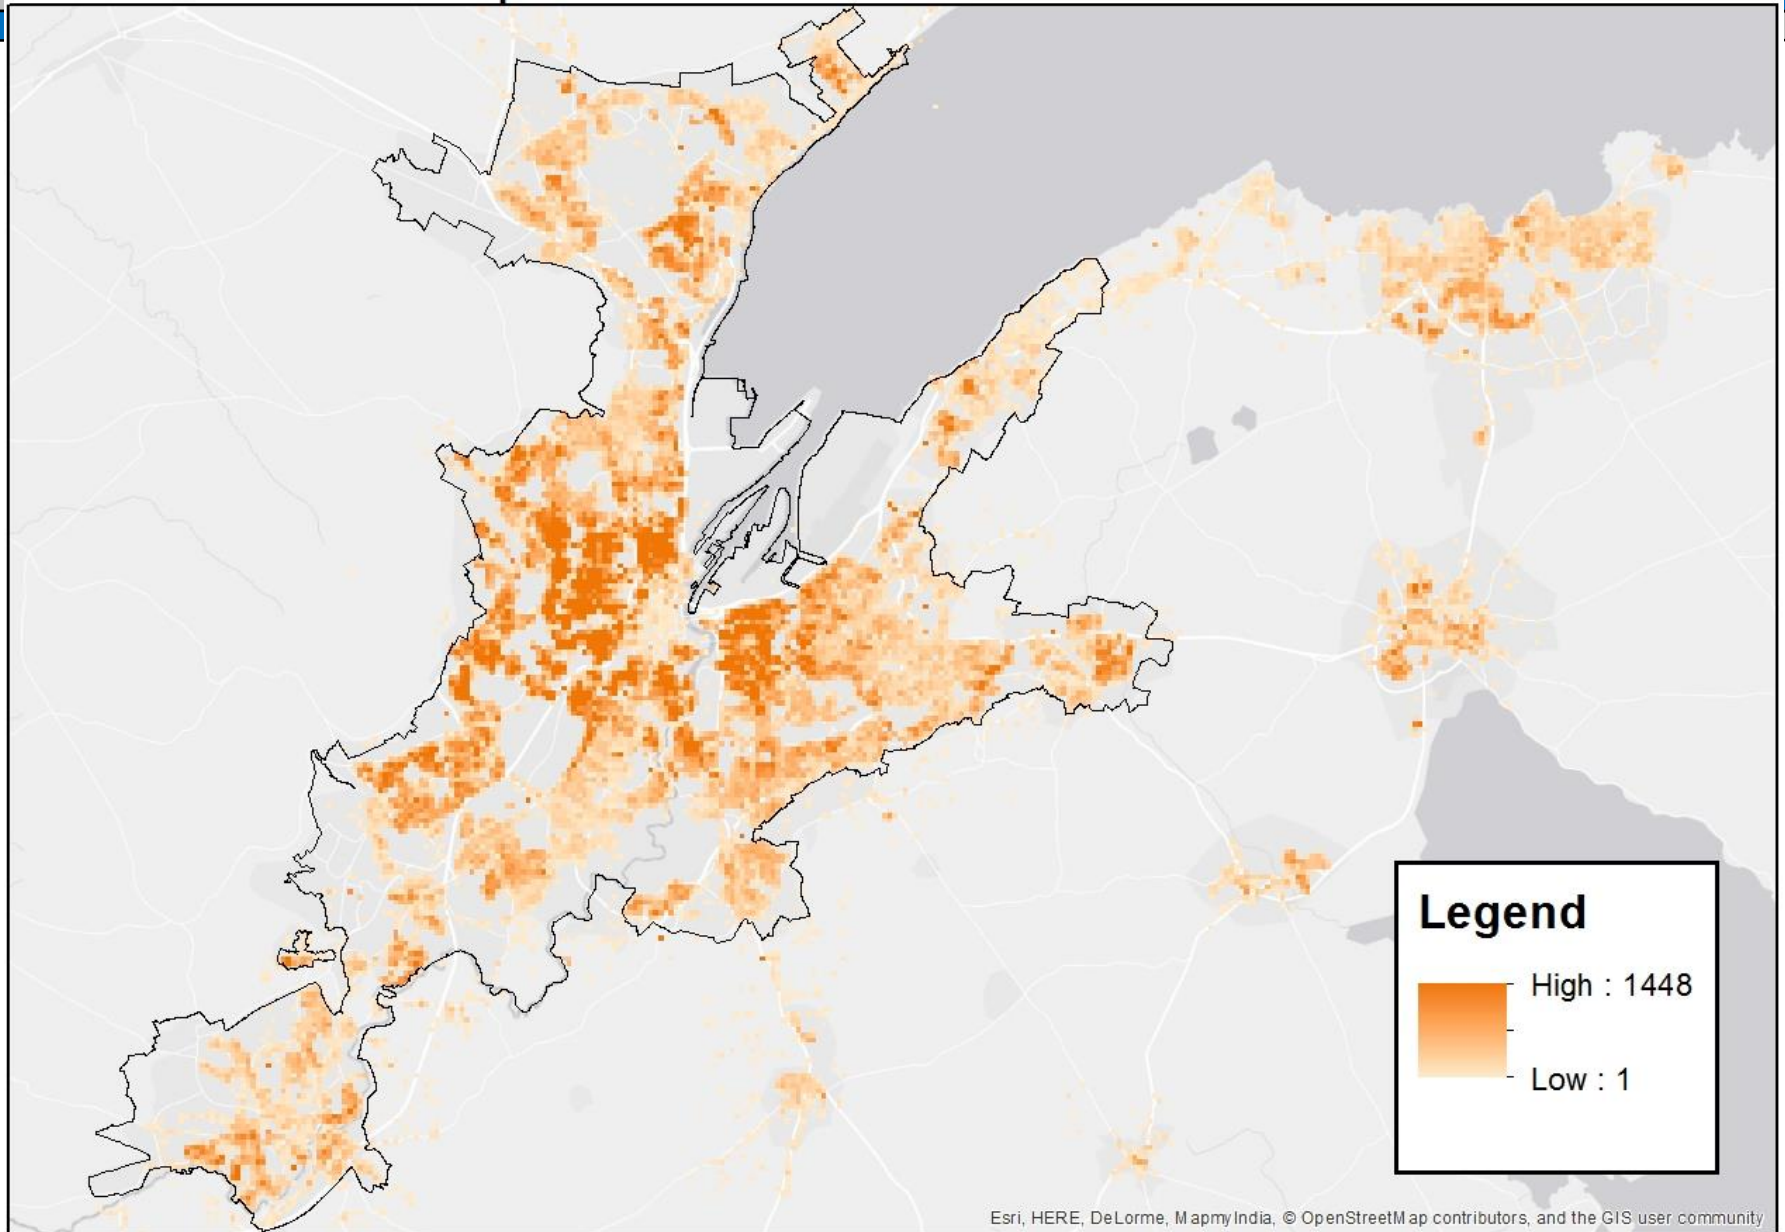 Legend
High : 1448
Low : 1
Esri, HERE, DeLorme, MapmyIndia, © OpenStreetMap contributors, and the GIS user community